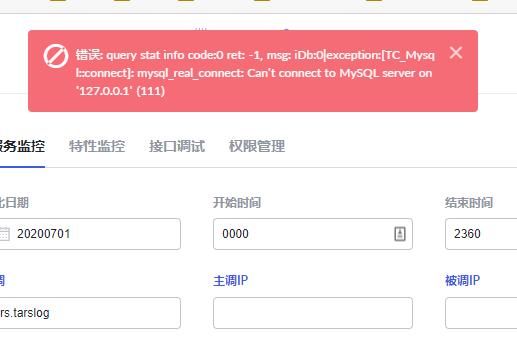 错误: query stat info code:0 ret: -1, msg: iDb:0|exception:[TC_Mysq
l::connect]: mysql_real_connect: Can't connect to MySQL server on
'127.0.0.1' (111)
务监控 特性监控 接口调试 权限管理
日期 开始时间 结束时间
20200701 0000 2360
调 主调IP 被调IP
rs.tarslog